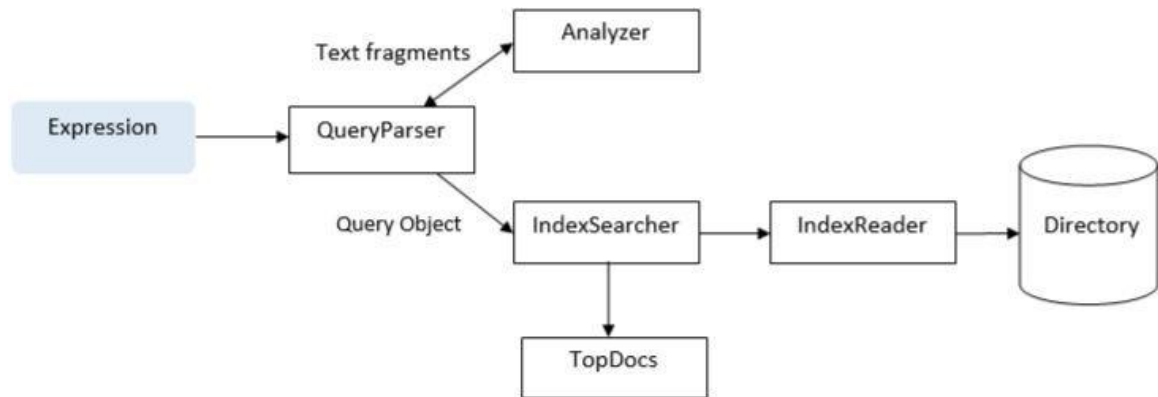 Analyzer
Text fragments
Expression
QueryParser
Query Object
IndexSearcher
IndexReader
Directory
TopDocs